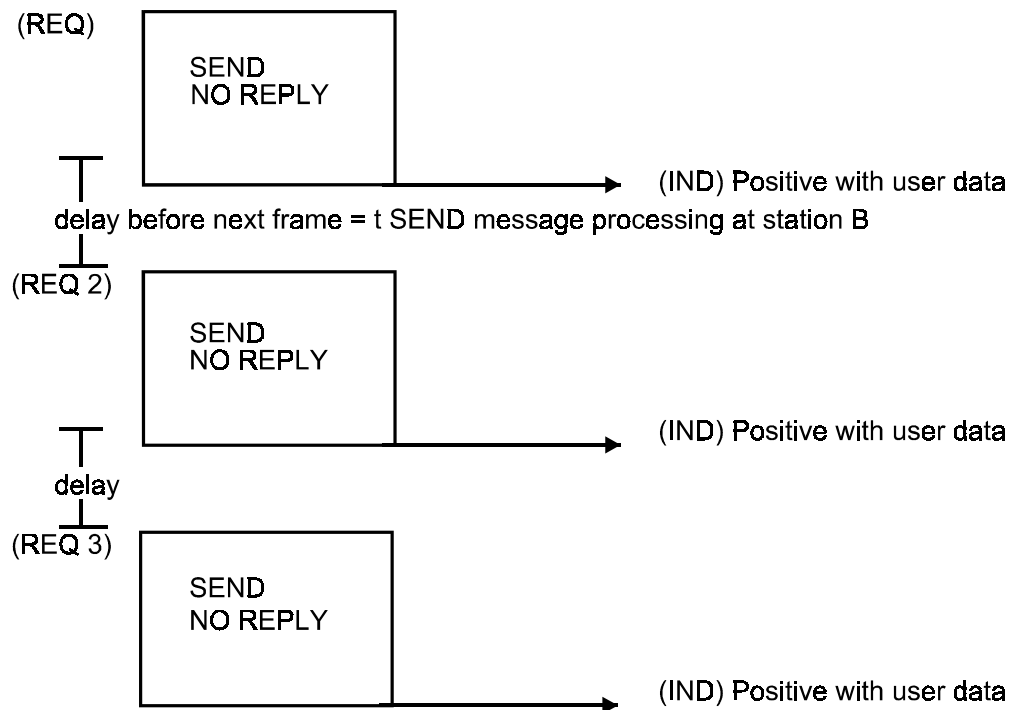 (REQ)
SEND
NO REPLY
(IND) Positive with user data
delay before next frame = t SEND message processing at station B
(REQ 2)
SEND
NO REPLY
(IND) Positive with user data
delay
(REQ 3)
SEND
NO REPLY
(IND) Positive with user data